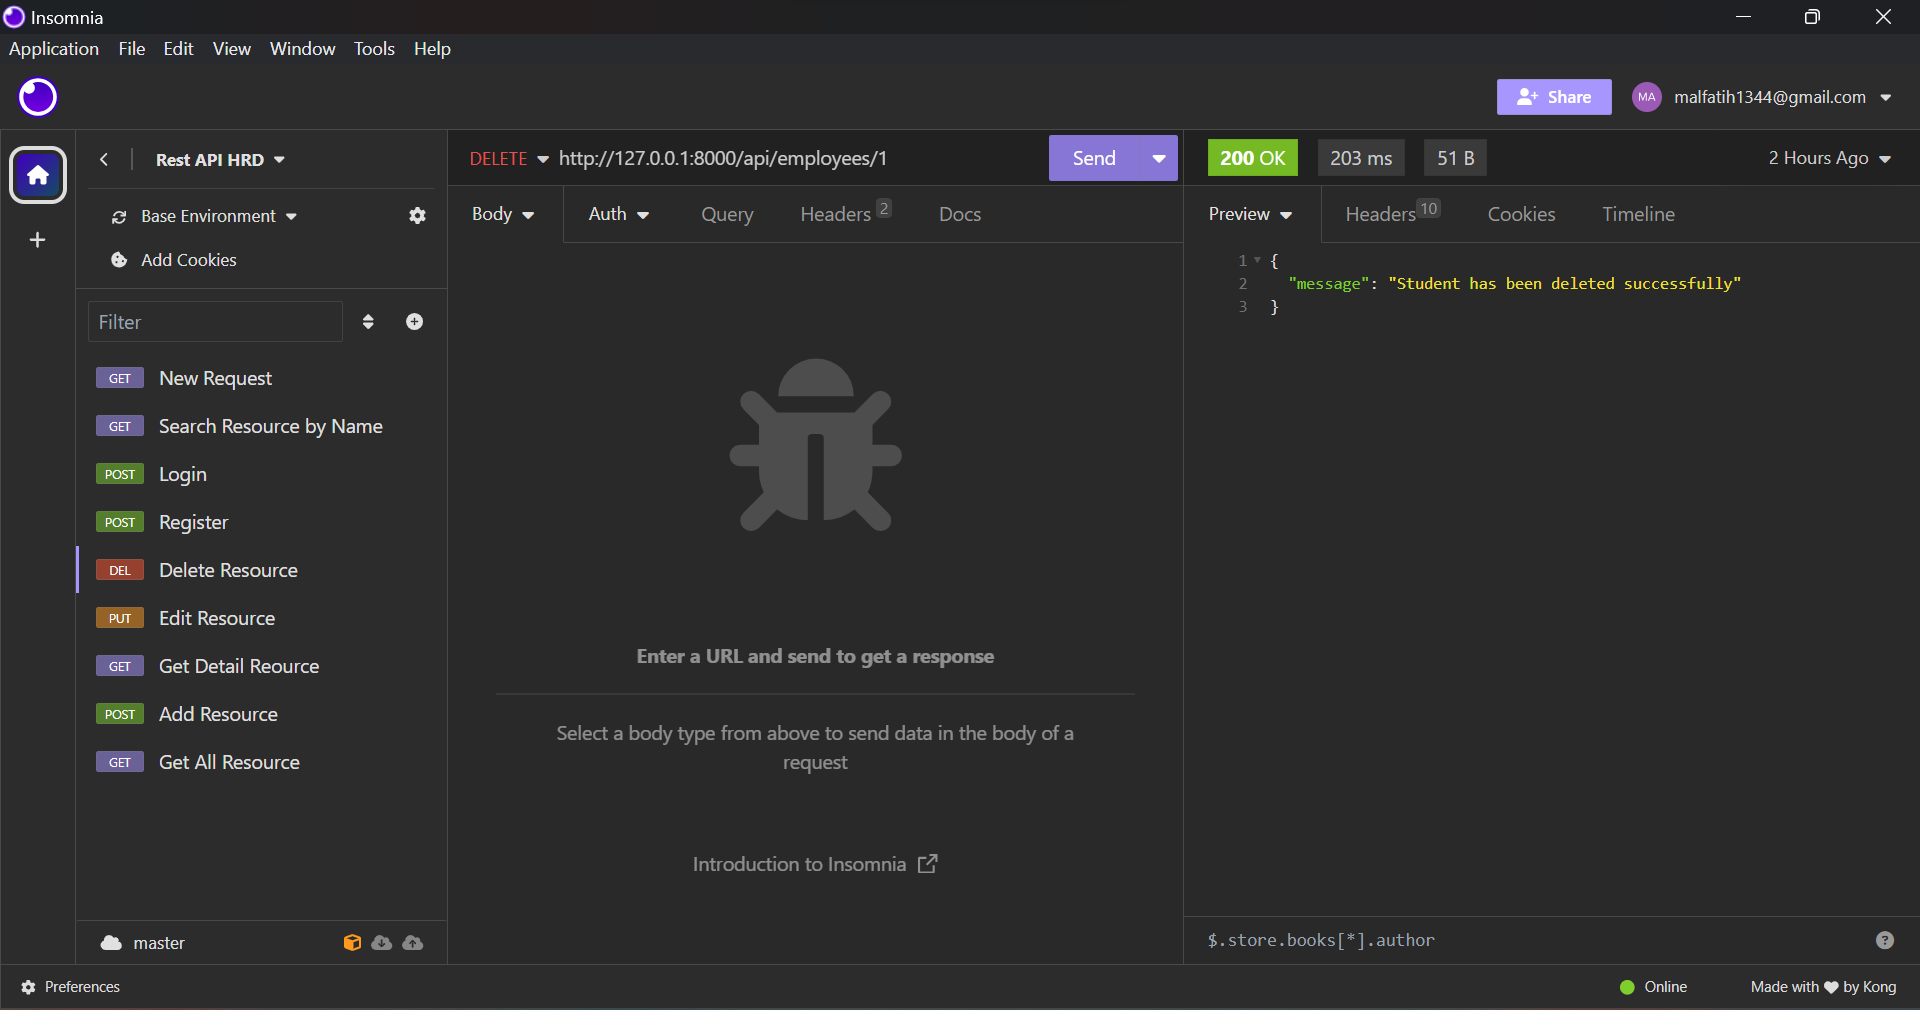 Insomnia
Application File Edit View Window Tools Help
Share MA malfatih1344@gmail.com
Rest API HRD
DELETE http://127.0.0.1:8000/api/employees/1 Send
200 OK 203 ms 51 B 2 Hours Ago
Base Environment
Add Cookies
Body Auth Query Headers 2 Docs
Preview Headers 10 Cookies Timeline
1 {
2 "message": "Student has been deleted successfully"
3 }
Filter
GET New Request
GET Search Resource by Name
POST Login
POST Register
DEL Delete Resource
PUT Edit Resource
GET Get Detail Reource
POST Add Resource
GET Get All Resource
Enter a URL and send to get a response
Select a body type from above to send data in the body of a
request
Introduction to Insomnia
master
$.store.books[*].author ?
Preferences
Online Made with ♥ by Kong